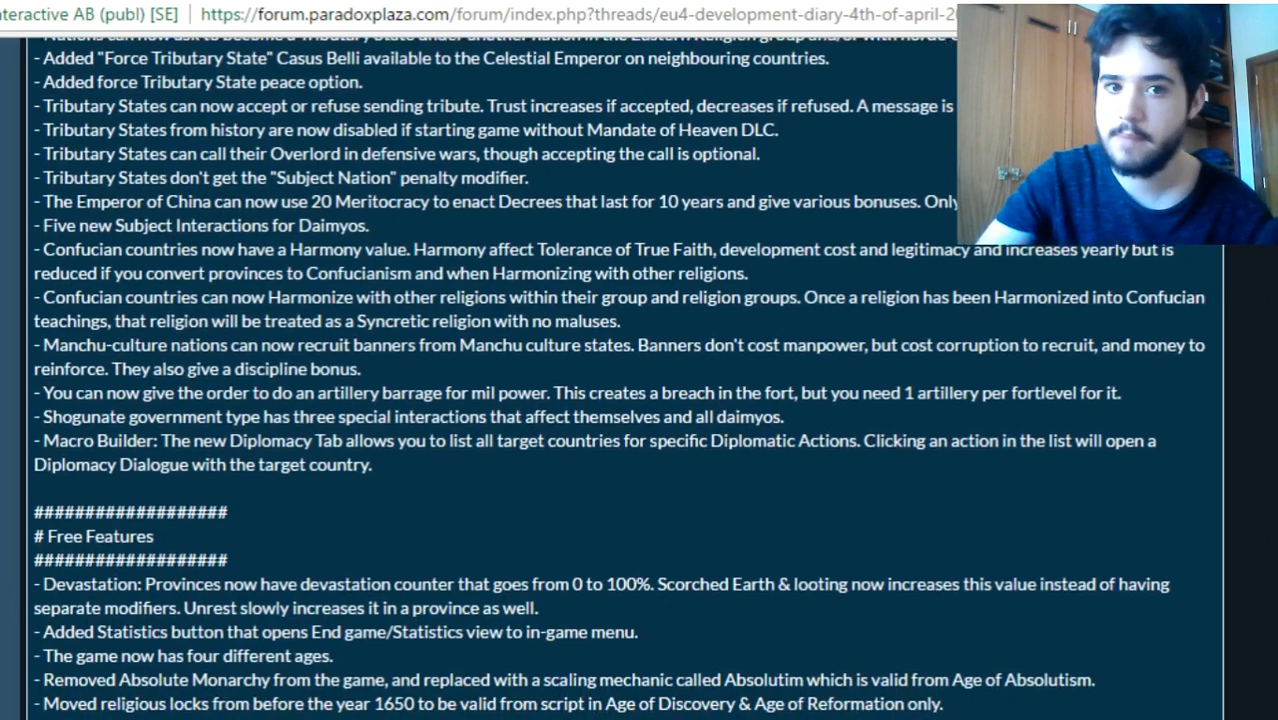 nteractive AB (publ) [SE] https://forum.paradoxplaza.com/forum/index.php?threads/eu4-development-diary-4th-of-april-2
- Nations can now ask to become a Tributary State under another nation in the Eastern Religion group and/or with horde
- Added "Force Tributary State" Casus Belli available to the Celestial Emperor on neighbouring countries.
- Added force Tributary State peace option.
- Tributary States can now accept or refuse sending tribute. Trust increases if accepted, decreases if refused. A message is
- Tributary States from history are now disabled if starting game without Mandate of Heaven DLC.
- Tributary States can call their Overlord in defensive wars, though accepting the call is optional.
- Tributary States don't get the "Subject Nation" penalty modifier.
- The Emperor of China can now use 20 Meritocracy to enact Decrees that last for 10 years and give various bonuses. Only
- Five new Subject Interactions for Daimyos.
- Confucian countries now have a Harmony value. Harmony affect Tolerance of True Faith, development cost and legitimacy and increases yearly but is
reduced if you convert provinces to Confucianism and when Harmonizing with other religions.
- Confucian countries can now Harmonize with other religions within their group and religion groups. Once a religion has been Harmonized into Confucian
teachings, that religion will be treated as a Syncretic religion with no maluses.
- Manchu-culture nations can now recruit banners from Manchu culture states. Banners don't cost manpower, but cost corruption to recruit, and money to
reinforce. They also give a discipline bonus.
- You can now give the order to do an artillery barrage for mil power. This creates a breach in the fort, but you need 1 artillery per fortlevel for it.
- Shogunate government type has three special interactions that affect themselves and all daimyos.
- Macro Builder: The new Diplomacy Tab allows you to list all target countries for specific Diplomatic Actions. Clicking an action in the list will open a
Diplomacy Dialogue with the target country.
###################
# Free Features
###################
- Devastation: Provinces now have devastation counter that goes from 0 to 100%. Scorched Earth & looting now increases this value instead of having
separate modifiers. Unrest slowly increases it in a province as well.
- Added Statistics button that opens End game/Statistics view to in-game menu.
- The game now has four different ages.
- Removed Absolute Monarchy from the game, and replaced with a scaling mechanic called Absolutim which is valid from Age of Absolutism.
- Moved religious locks from before the year 1650 to be valid from script in Age of Discovery & Age of Reformation only.